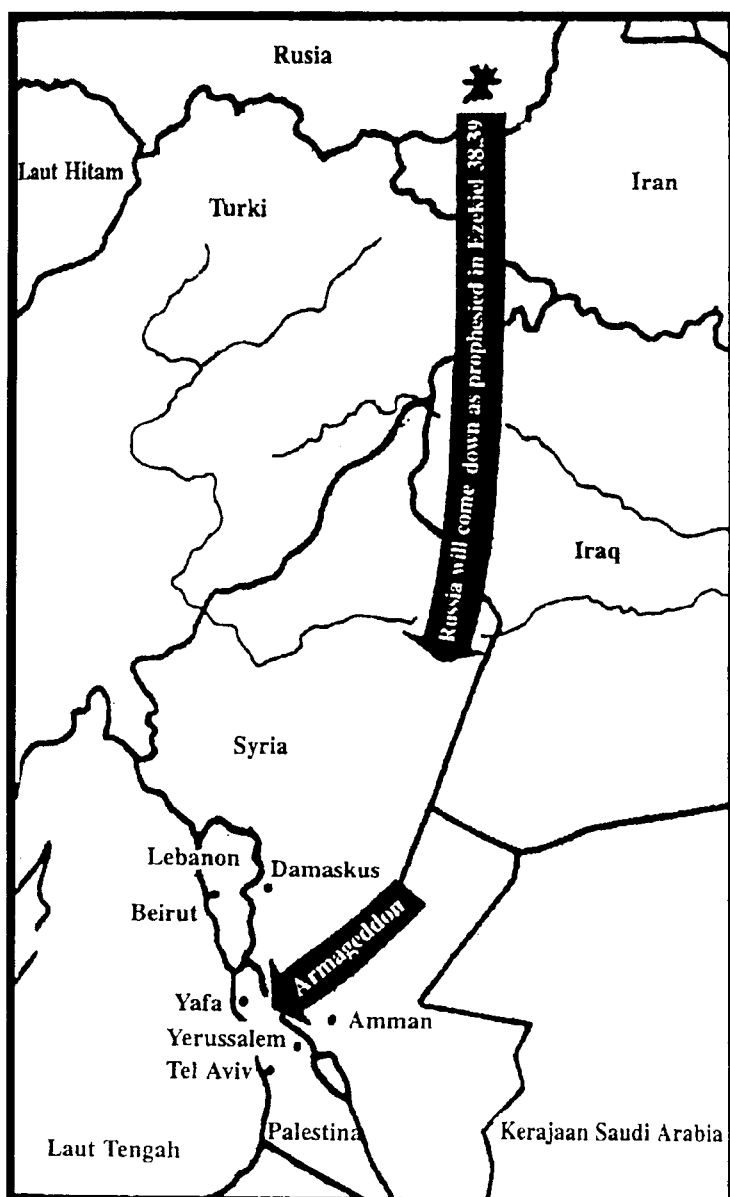 Rusia
Laut Hitam
Turki
Iran
Russia will come down as prophesied in Ezekiel 38.39
Iraq
Syria
Lebanon
Damaskus
Beirut
Armageddon
Yafa
Amman
Yerussalem
Tel Aviv
Palestina
Laut Tengah
Kerajaan Saudi Arabia